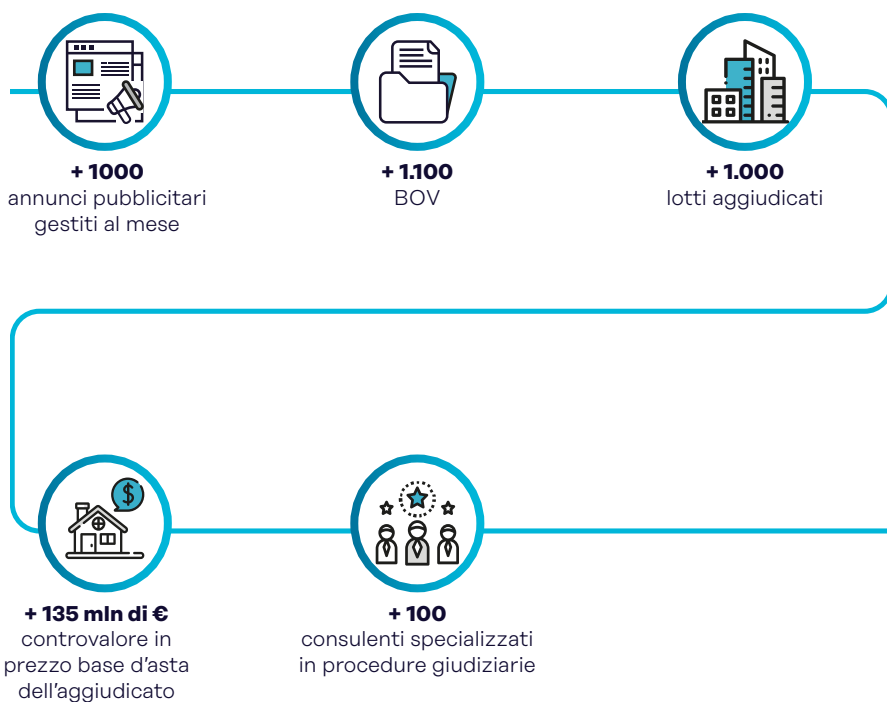 + 1000
annunci pubblicitari
gestiti al mese
+ 1.100
BOV
+ 1.000
lotti aggiudicati
$
+ 135 mln di €
controvalore in
prezzo base d'asta
dell'aggiudicato
+ 100
consulenti specializzati
in procedure giudiziarie